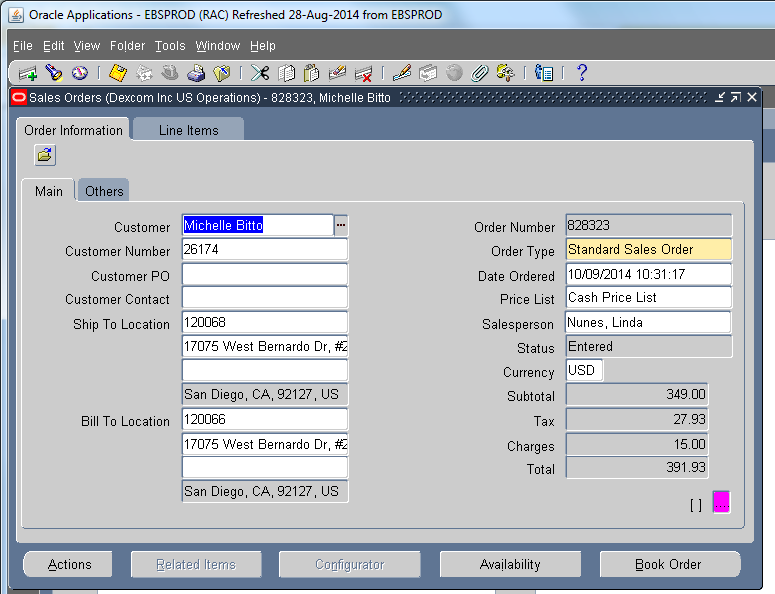 Oracle Applications - EBSPROD (RAC) Refreshed 28-Aug-2014 from EBSPROD
File Edit View Folder Tools Window Help
Sales Orders (Dexcom Inc US Operations) - 828323, Michelle Bitto
Order Information Line Items
Main Others
Customer Michelle Bitto ... Order Number 828323
Customer Number 26174 Order Type Standard Sales Order
Customer PO Date Ordered 10/09/2014 10:31:17
Customer Contact Price List Cash Price List
Ship To Location 120068 Salesperson Nunes, Linda
17075 West Bernardo Dr, #2 Status Entered
Currency USD
San Diego, CA, 92127, US Subtotal 349.00
Bill To Location 120066 Tax 27.93
17075 West Bernardo Dr, #2 Charges 15.00
Total 391.93
San Diego, CA, 92127, US
[ ] ...
Actions Related Items Configurator Availability Book Order